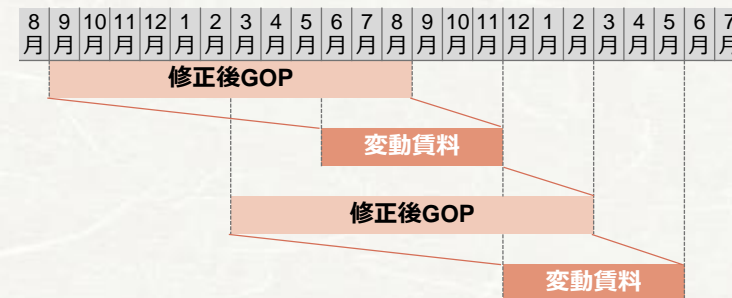 8月 9月 10月 11月 12月 1月 2月 3月 4月 5月 6月 7月 8月 9月 10月 11月 12月 1月 2月 3月 4月 5月 6月 7月
修正後GOP
変動賃料
修正後GOP
変動賃料